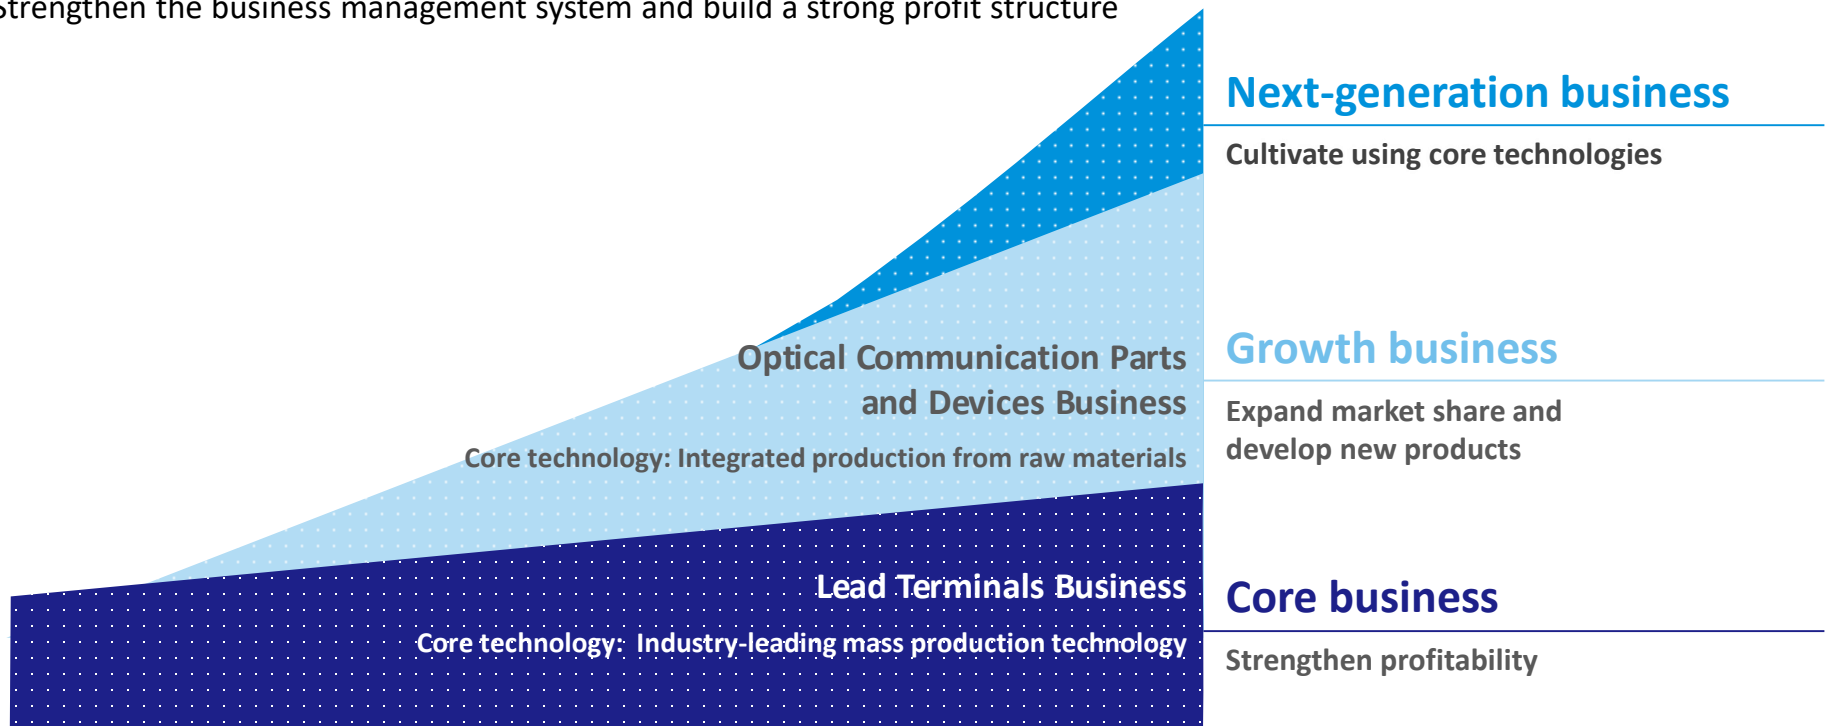 Strengthen the business management system and build a strong profit structure
Next-generation business
Cultivate using core technologies
Optical Communication Parts
and Devices Business
Core technology: Integrated production from raw materials
Growth business
Expand market share and
develop new products
Lead Terminals Business
Core technology: Industry-leading mass production technology
Core business
Strengthen profitability